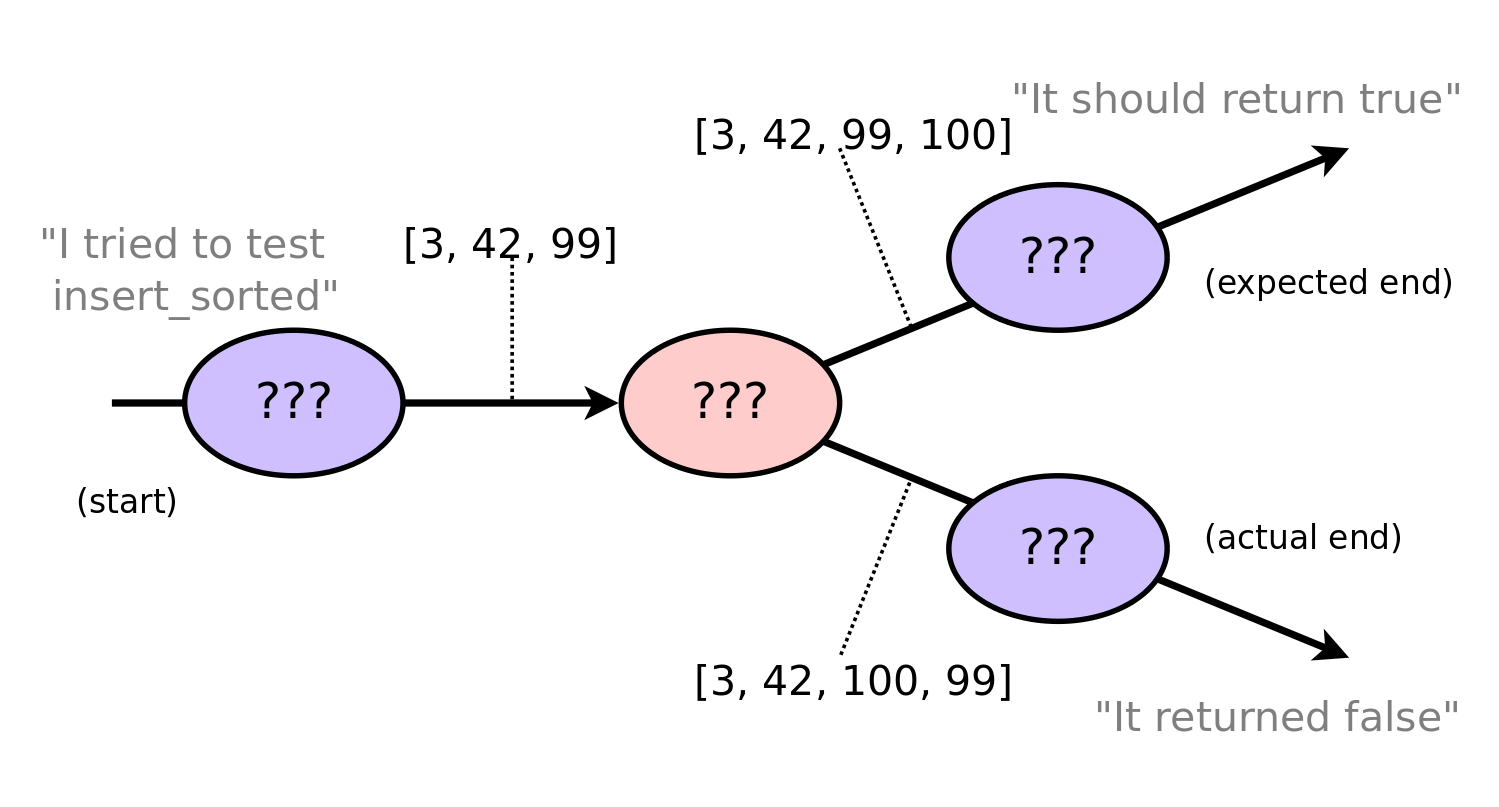 "It should return true"
[3, 42, 99, 100]
"I tried to test
insert_sorted"
[3, 42, 99]
???
(expected end)
???
???
(start)
???
(actual end)
[3, 42, 100, 99]
"It returned false"